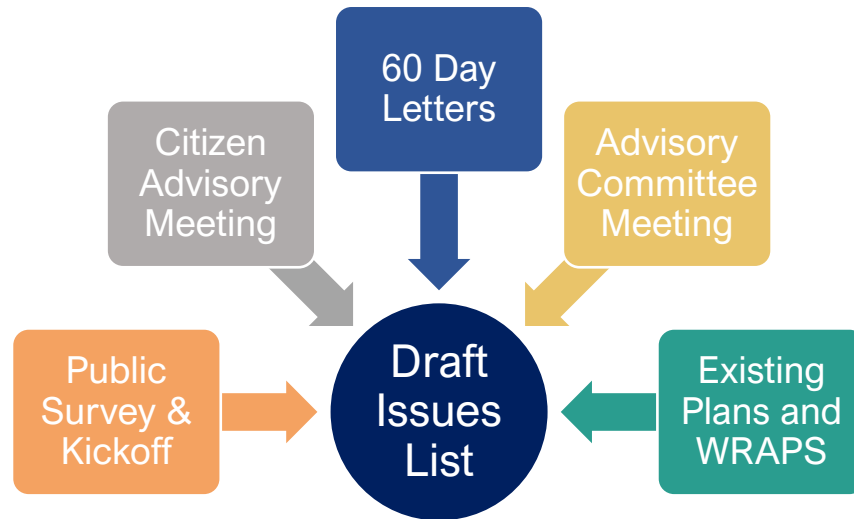 60 Day
Letters
Citizen
Advisory
Meeting
Advisory
Committee
Meeting
Public
Survey &
Kickoff
Draft
Issues
List
Existing
Plans and
WRAPS